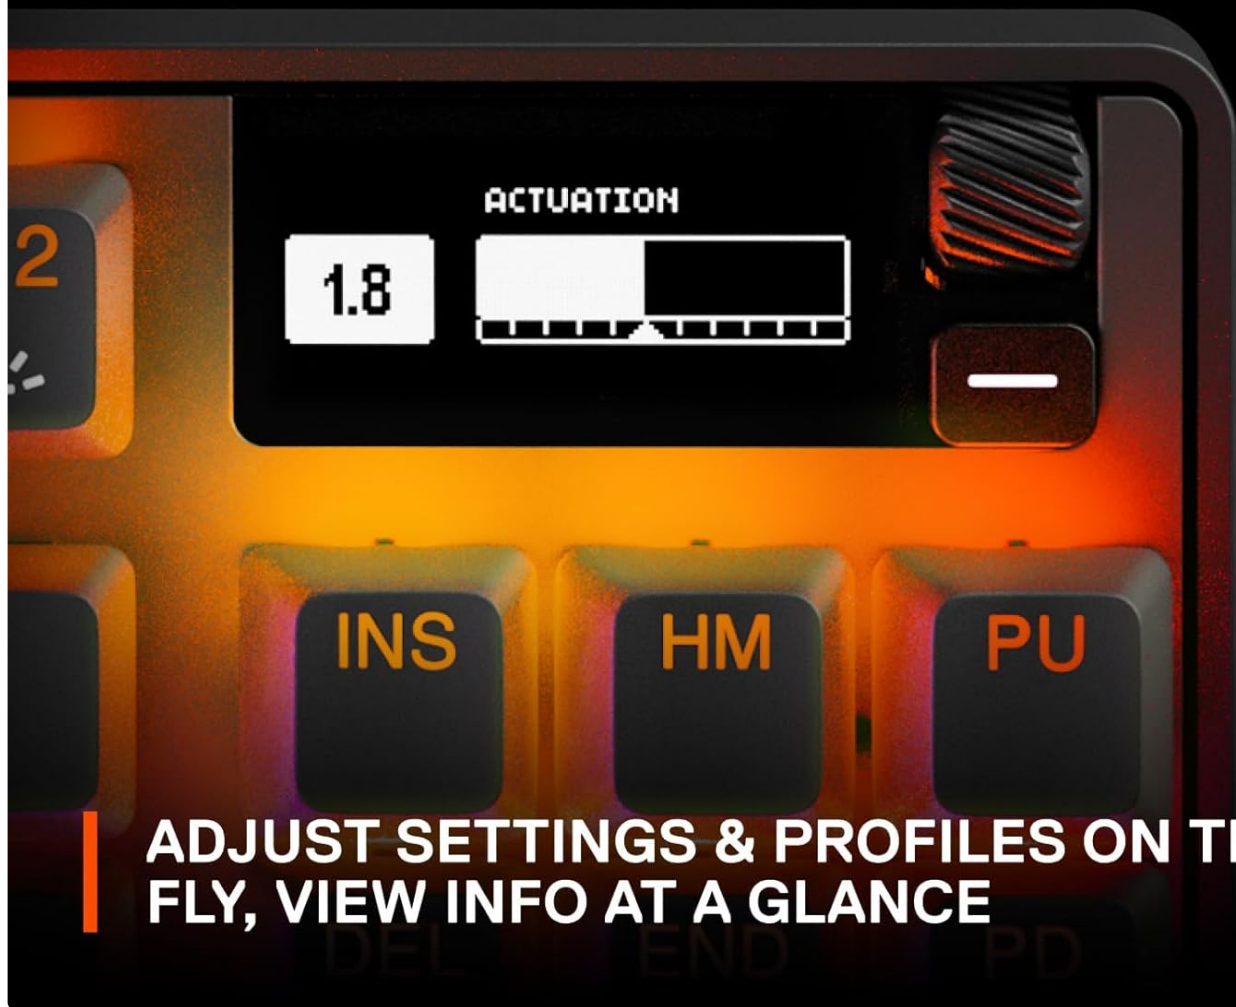 ACTUATION
2
1.8
INS HM PU
ADJUST SETTINGS & PROFILES ON
FLY, VIEW INFO AT A GLANCE
DEL END PD